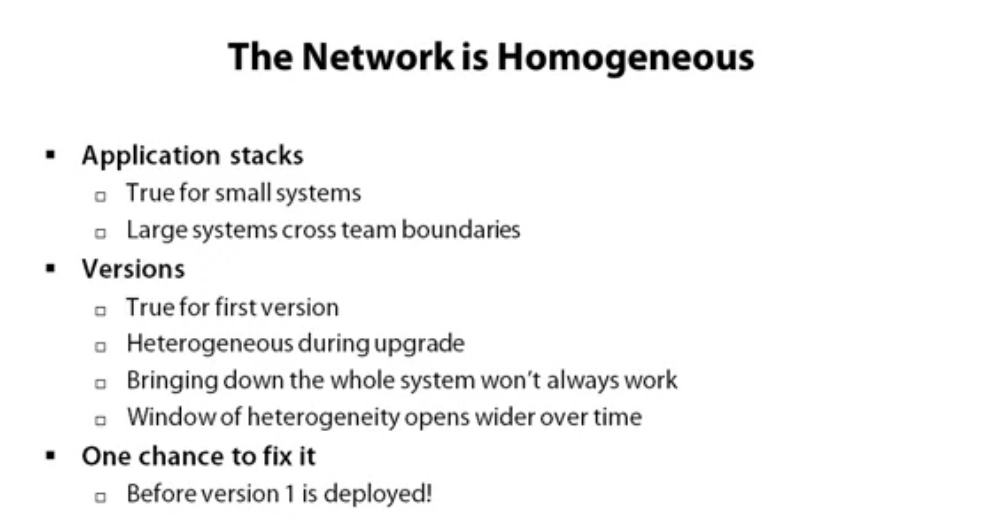 The Network is Homogeneous
▪ Application stacks
▫ True for small systems
▫ Large systems cross team boundaries
▪ Versions
▫ True for first version
▫ Heterogeneous during upgrade
▫ Bringing down the whole system won't always work
▫ Window of heterogeneity opens wider over time
▪ One chance to fix it
▫ Before version 1 is deployed!